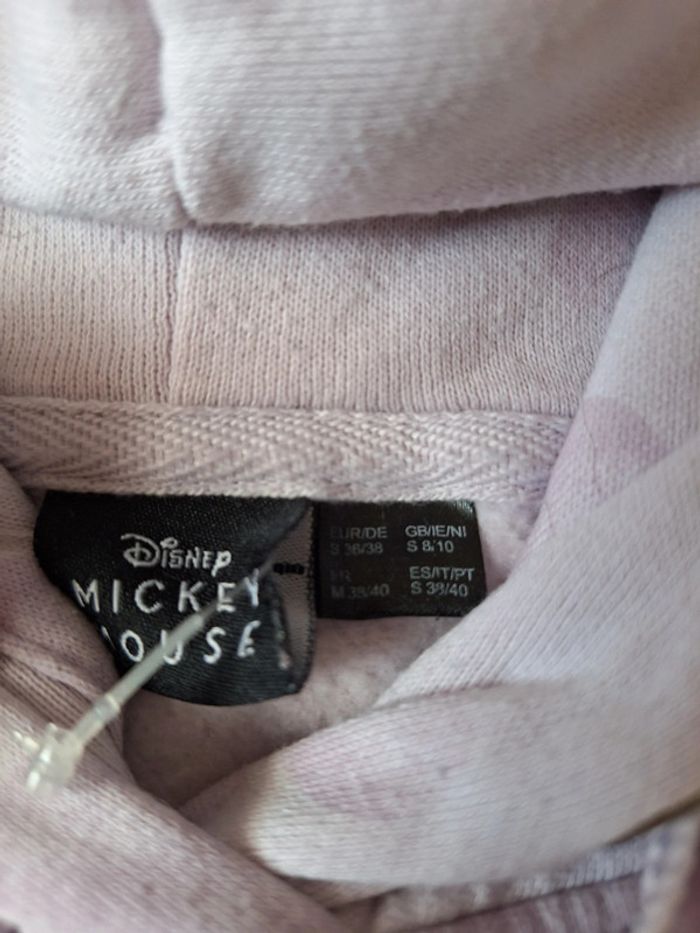 Disney
MICKEY
MOUSE
EUR/DE
S 36/38
GB/IE/NI
S 8/10
FR
M 38/40
ES/IT/PT
S 38/40